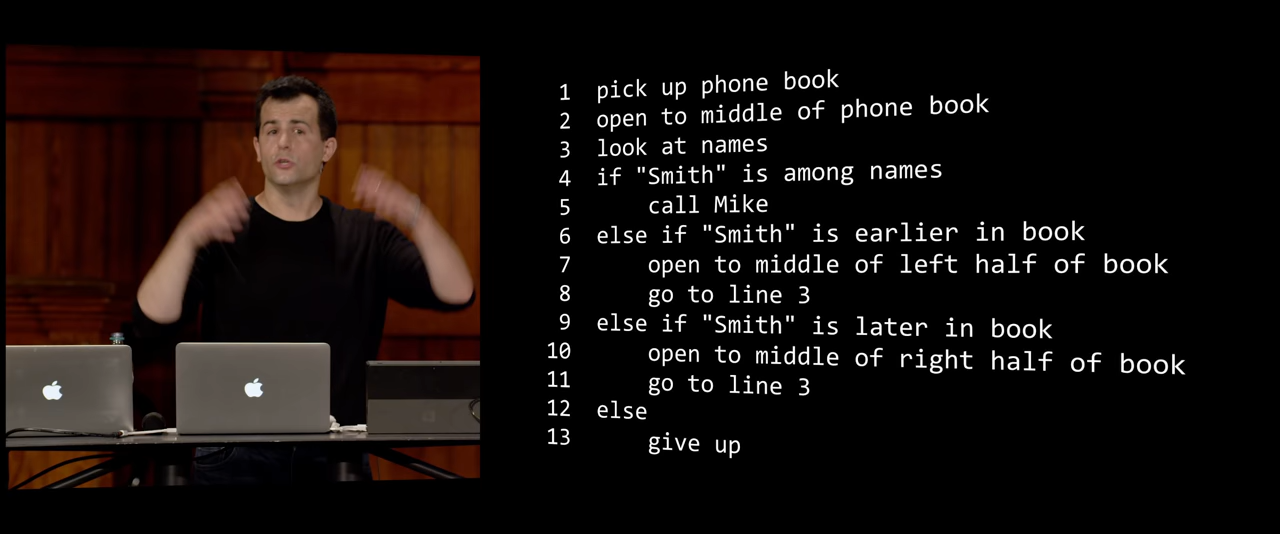 1 pick up phone book
2 open to middle of phone book
3 look at names
4 if "Smith" is among names
5     call Mike
6 else if "Smith" is earlier in book
7     open to middle of left half of book
8     go to line 3
9 else if "Smith" is later in book
10     open to middle of right half of book
11     go to line 3
12 else
13     give up